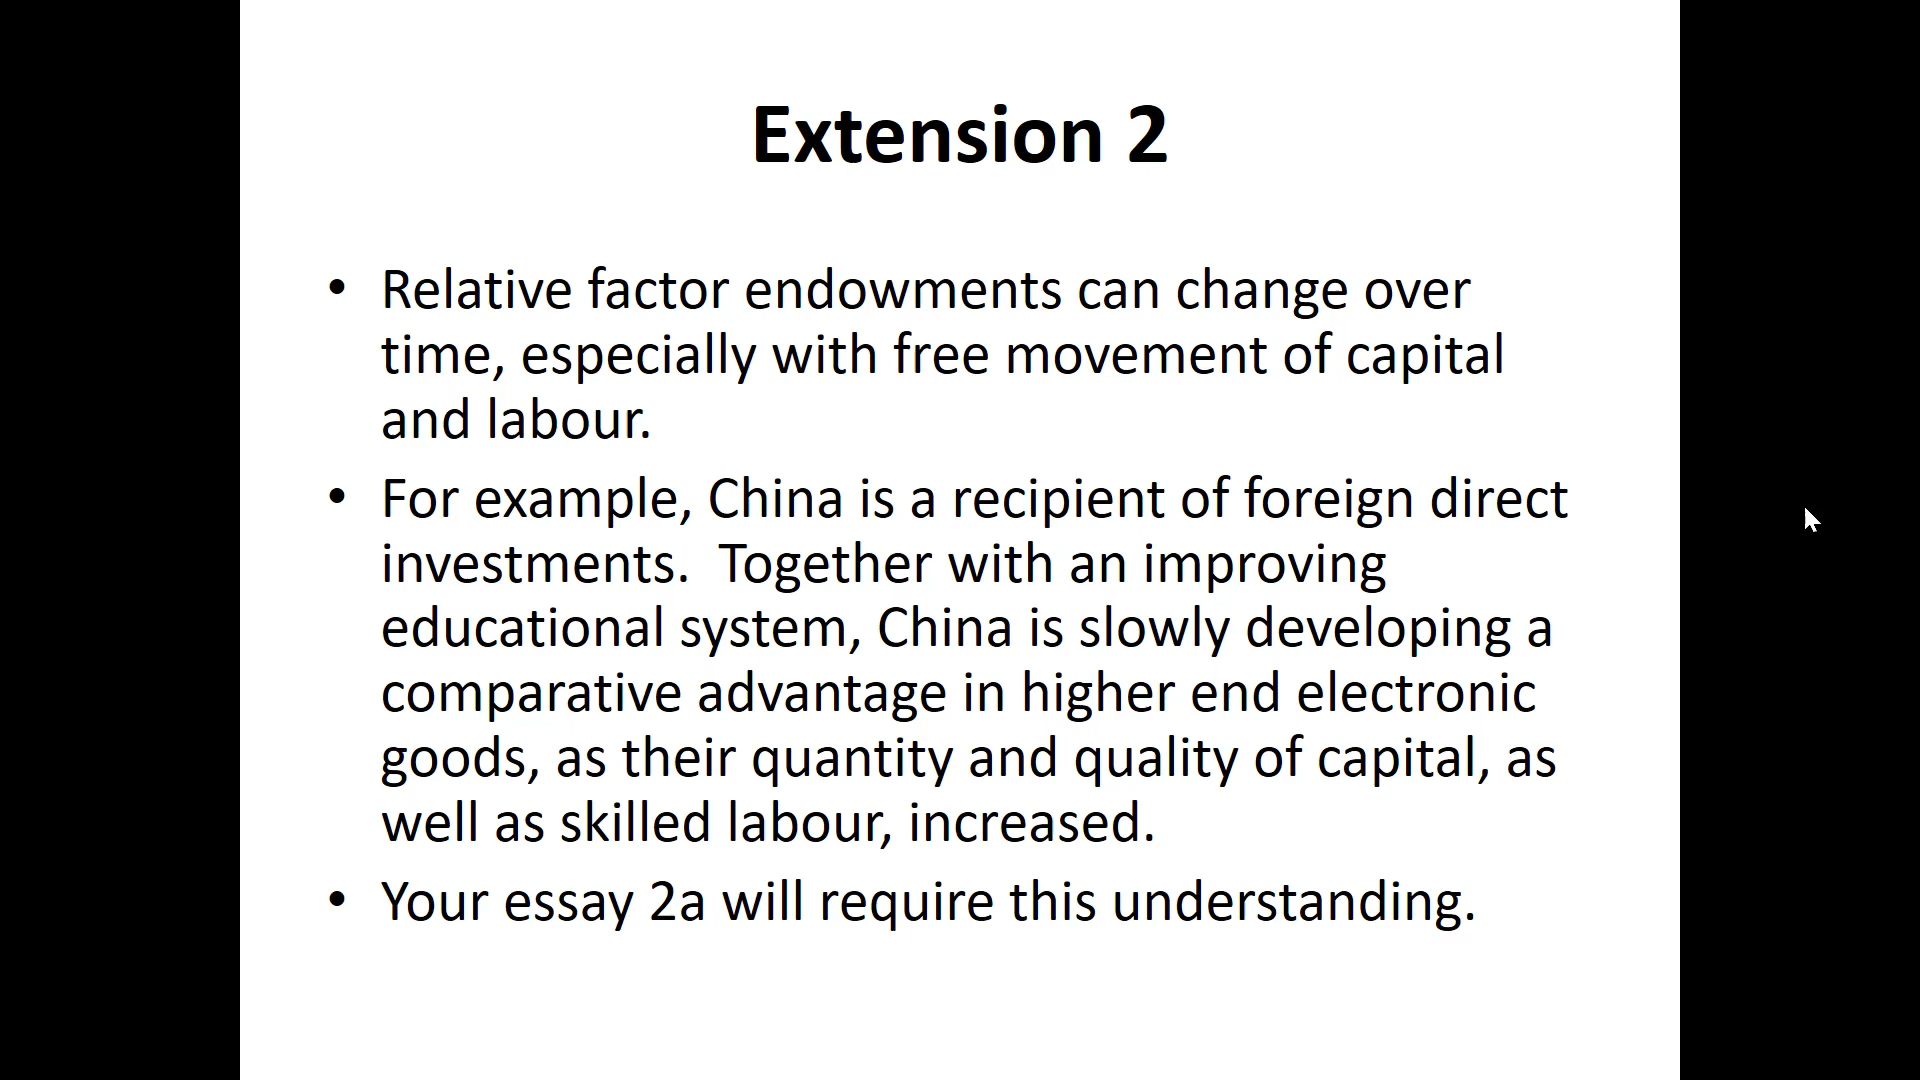 Extension 2
• Relative factor endowments can change over
time, especially with free movement of capital
and labour.
• For example, China is a recipient of foreign direct
investments.  Together with an improving
educational system, China is slowly developing a
comparative advantage in higher end electronic
goods, as their quantity and quality of capital, as
well as skilled labour, increased.
• Your essay 2a will require this understanding.